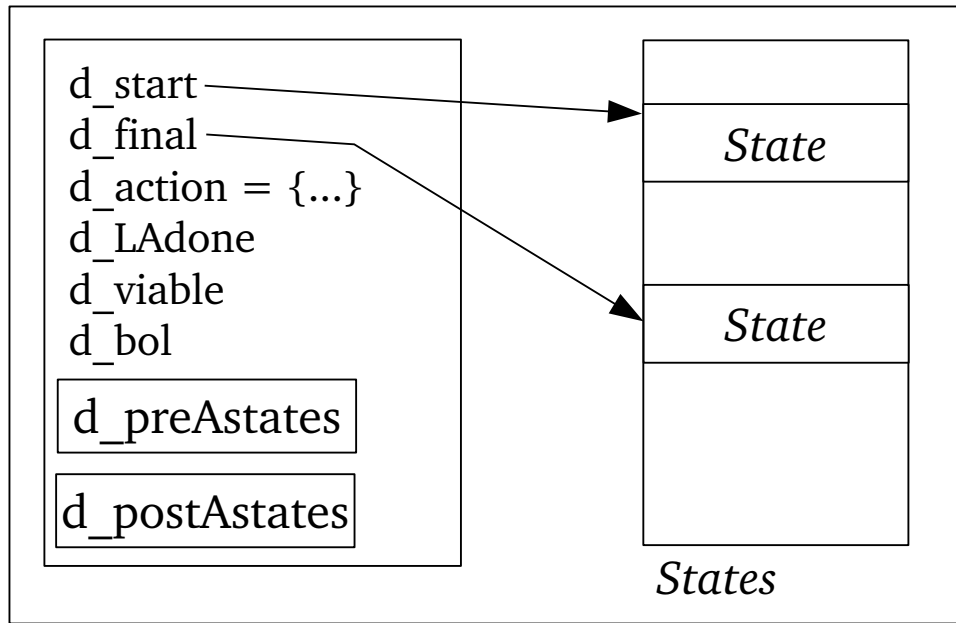 d_start
d_final
d_action = {...}
d_LAdone
d_viable
d_bol
d_preAstates
d_postAstates
State
State
States